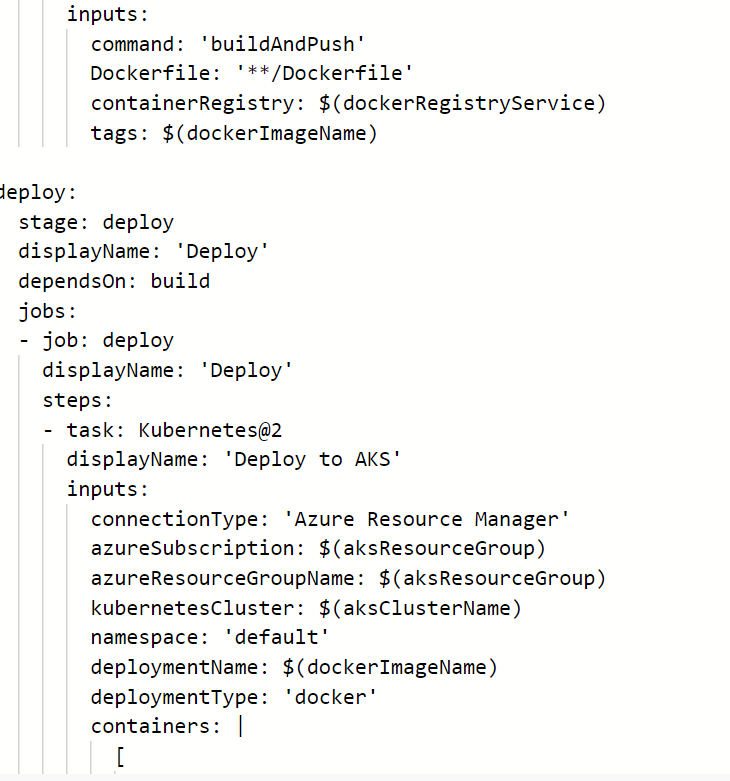 inputs:
command: 'buildAndPush'
Dockerfile: '**/Dockerfile'
containerRegistry: $(dockerRegistryService)
tags: $(dockerImageName)
deploy:
stage: deploy
displayName: 'Deploy'
dependsOn: build
jobs:
- job: deploy
displayName: 'Deploy'
steps:
- task: Kubernetes@2
displayName: 'Deploy to AKS'
inputs:
connectionType: 'Azure Resource Manager'
azureSubscription: $(aksResourceGroup)
azureResourceGroupName: $(aksResourceGroup)
kubernetesCluster: $(aksClusterName)
namespace: 'default'
deploymentName: $(dockerImageName)
deploymentType: 'docker'
containers: |
[